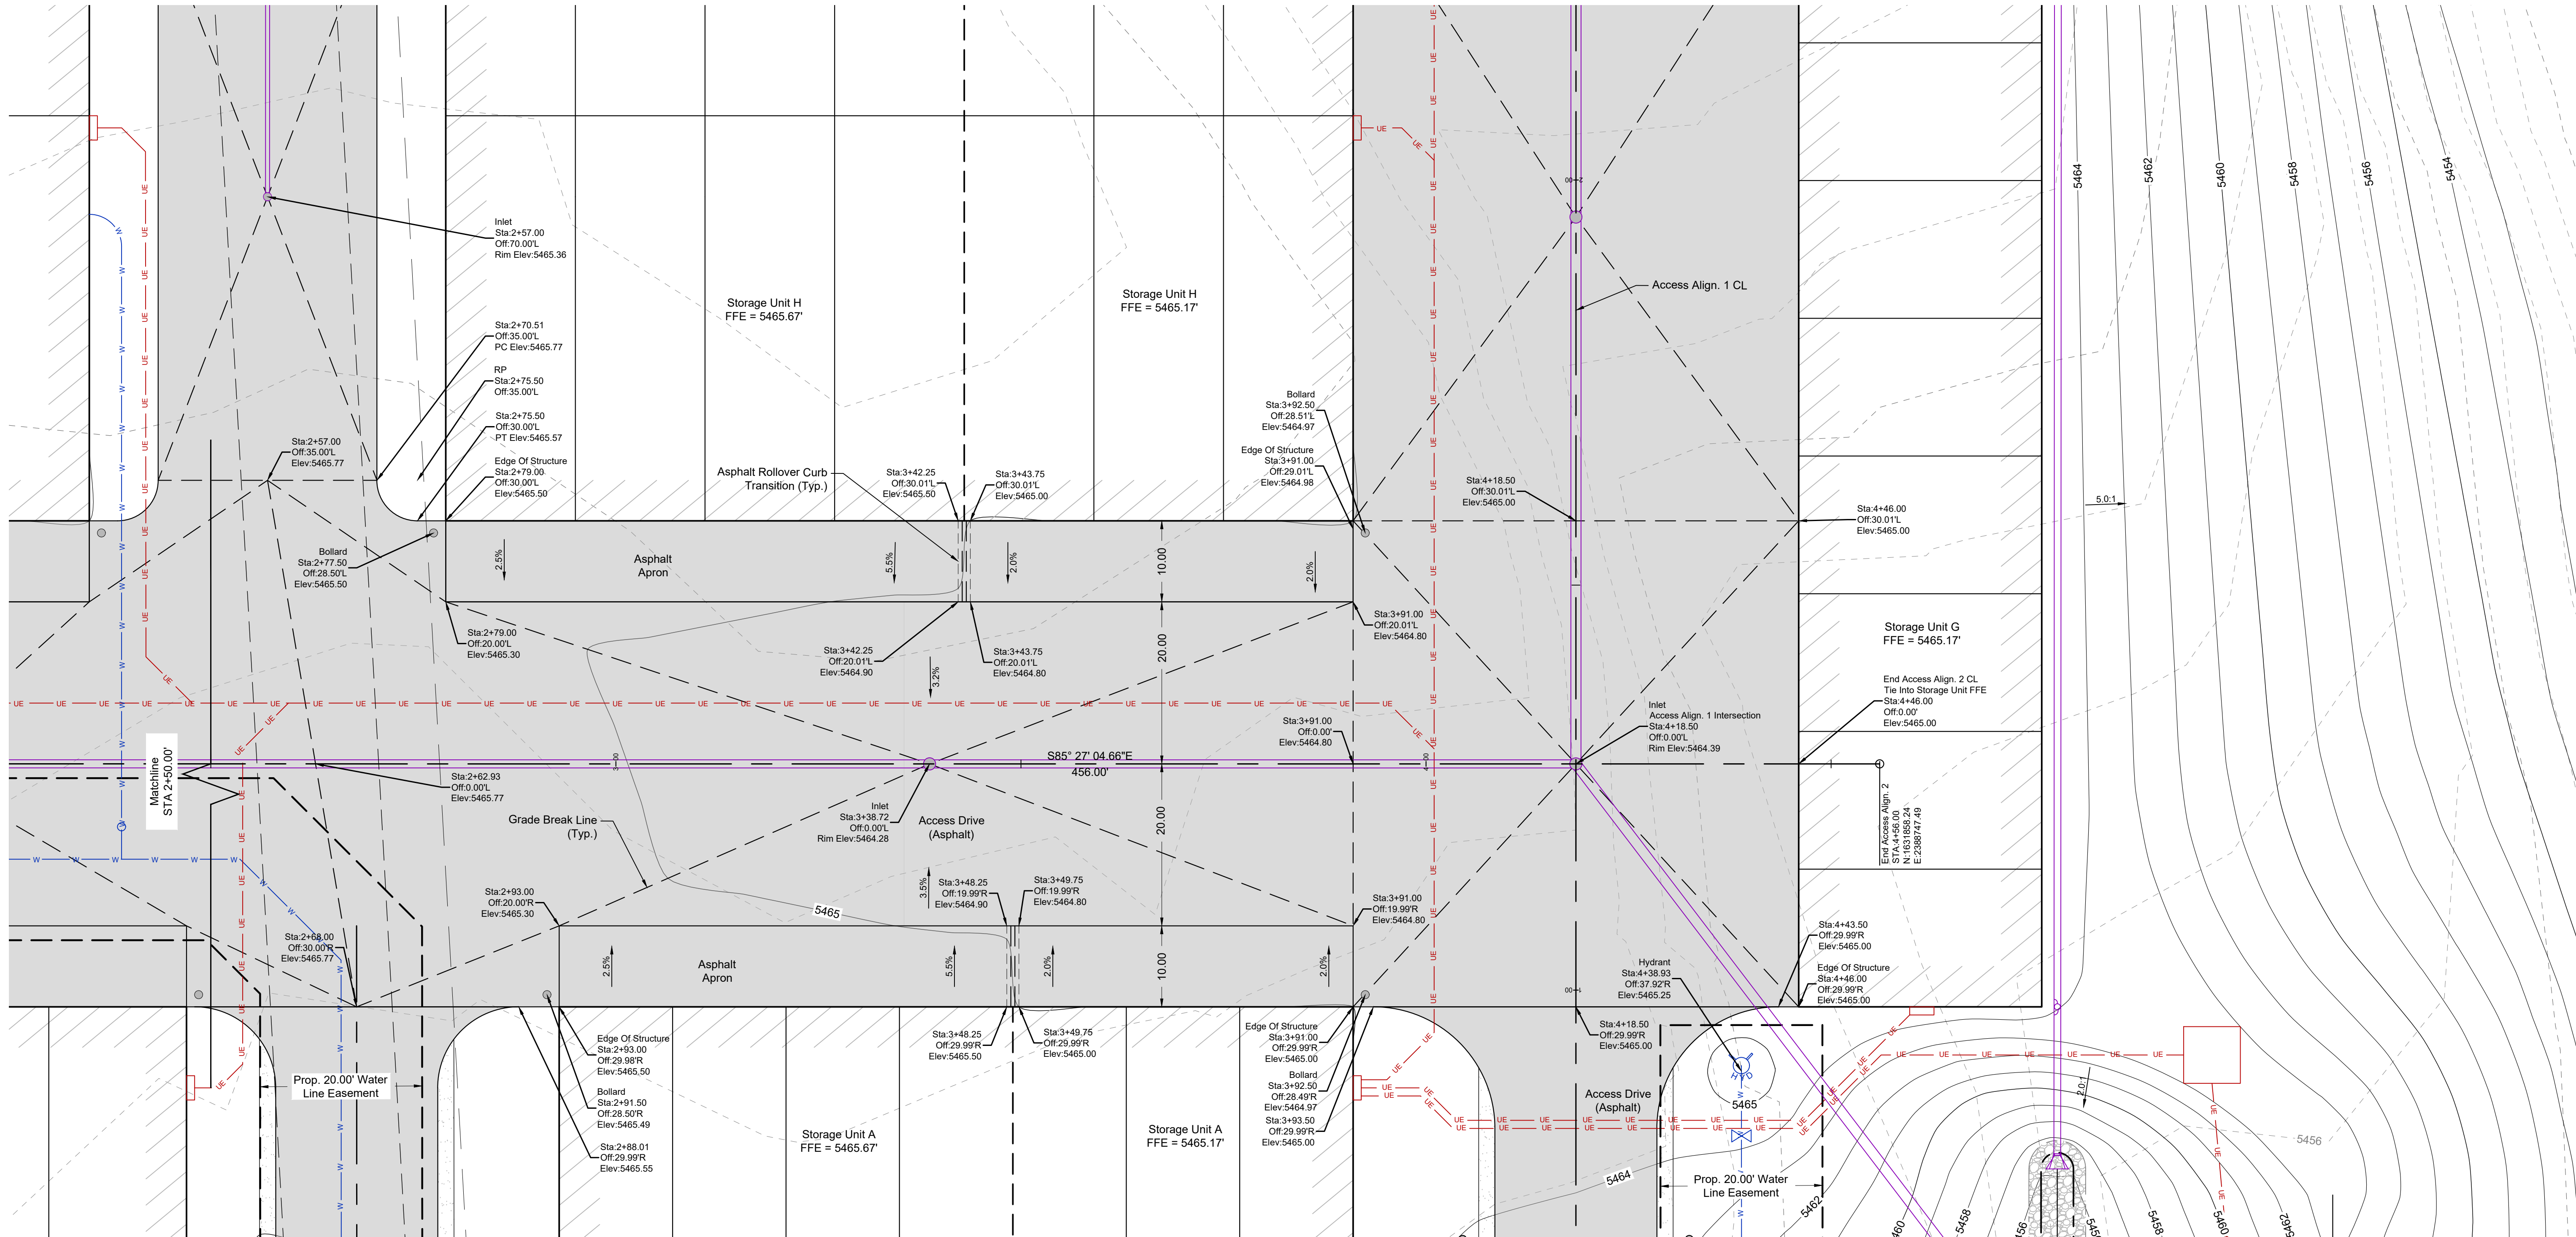 Inlet
Sta:2+57.00
Off:70.00'L
Rim Elev:5465.36
Storage Unit H
FFE = 5465.67'
Storage Unit H
FFE = 5465.17'
Access Align. 1 CL
2+00
5464
5462
5460
5458
5456
5454
UE
W
Sta:2+70.51
Off:35.00'L
PC Elev:5465.77
RP
Sta:2+75.50
Off:35.00'L
Sta:2+75.50
Off:30.00'L
PT Elev:5465.57
Edge Of Structure
Sta:2+79.00
Off:30.00'L
Elev:5465.50
Sta:2+57.00
Off:35.00'L
Elev:5465.77
Bollard
Sta:2+77.50
Off:28.50'L
Elev:5465.50
Asphalt Rollover Curb
Transition (Typ.)
Sta:3+42.25
Off:30.01'L
Elev:5465.50
Sta:3+43.75
Off:30.01'L
Elev:5465.00
Bollard
Sta:3+92.50
Off:28.51'L
Elev:5464.97
Edge Of Structure
Sta:3+91.00
Off:29.01'L
Elev:5464.98
Sta:4+18.50
Off:30.01'L
Elev:5465.00
Sta:4+46.00
Off:30.01'L
Elev:5465.00
5.0:1
2.5%
Asphalt
Apron
5.5%
2.0%
10.00
2.0%
Sta:2+79.00
Off:20.00'L
Elev:5465.30
Sta:3+42.25
Off:20.01'L
Elev:5464.90
3.2%
Sta:3+43.75
Off:20.01'L
Elev:5464.80
20.00
Sta:3+91.00
Off:20.01'L
Elev:5464.80
Storage Unit G
FFE = 5465.17'
End Access Align. 2 CL
Tie Into Storage Unit FFE
Sta:4+46.00
Off:0.00'
Elev:5465.00
Inlet
Access Align. 1 Intersection
Sta:4+18.50
Off:0.00'L
Rim Elev:5464.39
Sta:3+91.00
Off:0.00'
Elev:5464.80
S85° 27' 04.66"E
456.00'
3+00
4+00
Matchline
STA 2+50.00'
Sta:2+62.93
Off:0.00'L
Elev:5465.77
Grade Break Line
(Typ.)
Inlet
Sta:3+38.72
Off:0.00'L
Rim Elev:5464.28
Access Drive
(Asphalt)
20.00
End Access Align. 2
STA:4+56.00
N:1631858.24
E:2388747.49
Sta:2+93.00
Off:20.00'R
Elev:5465.30
5465
3.5%
Sta:3+48.25
Off:19.99'R
Elev:5464.90
Sta:3+49.75
Off:19.99'R
Elev:5464.80
Sta:3+91.00
Off:19.99'R
Elev:5464.80
Sta:2+68.00
Off:30.00'R
Elev:5465.77
2.5%
Asphalt
Apron
5.5%
2.0%
10.00
2.0%
1+00
Hydrant
Sta:4+38.93
Off:37.92'R
Elev:5465.25
Sta:4+43.50
Off:29.99'R
Elev:5465.00
Edge Of Structure
Sta:4+46.00
Off:29.99'R
Elev:5465.00
Edge Of Structure
Sta:2+93.00
Off:29.98'R
Elev:5465.50
Bollard
Sta:2+91.50
Off:28.50'R
Elev:5465.49
Sta:2+88.01
Off:29.99'R
Elev:5465.55
Sta:3+48.25
Off:29.99'R
Elev:5465.50
Sta:3+49.75
Off:29.99'R
Elev:5465.00
Edge Of Structure
Sta:3+91.00
Off:29.99'R
Elev:5465.00
Bollard
Sta:3+92.50
Off:28.49'R
Elev:5464.97
Sta:3+93.50
Off:29.99'R
Elev:5465.00
Sta:4+18.50
Off:29.99'R
Elev:5465.00
Prop. 20.00' Water
Line Easement
Storage Unit A
FFE = 5465.67'
Storage Unit A
FFE = 5465.17'
Access Drive
(Asphalt)
HYD
5465
2.0:1
5456
5464
Prop. 20.00' Water
Line Easement
5462
5458
5458
5460
5462